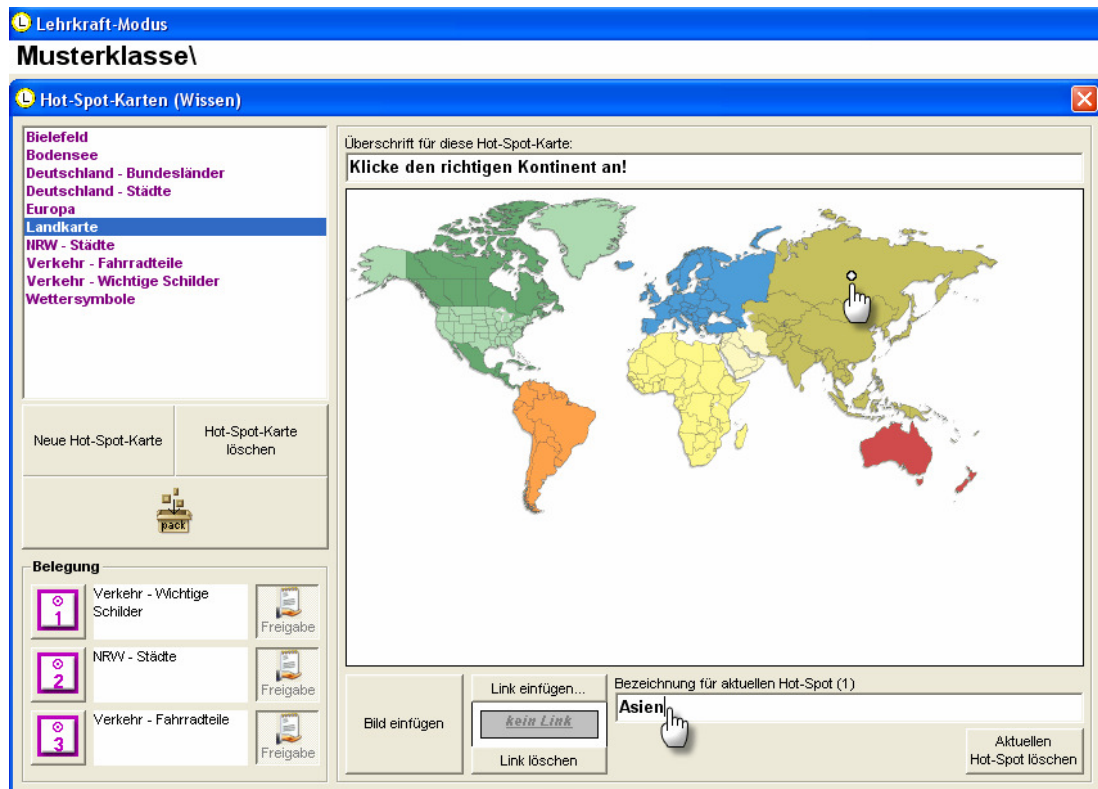 Lehrkraft-Modus
Musterklasse\
Hot-Spot-Karten (Wissen)
Bielefeld
Bodensee
Deutschland - Bundesländer
Deutschland - Städte
Europa
Landkarte
NRW - Städte
Verkehr - Fahrradteile
Verkehr - Wichtige Schilder
Wettersymbole
Neue Hot-Spot-Karte
Hot-Spot-Karte
löschen
pack
Belegung
1
Verkehr - Wichtige
Schilder
Freigabe
2
NRW - Städte
Freigabe
3
Verkehr - Fahrradteile
Freigabe
Überschrift für diese Hot-Spot-Karte:
Klicke den richtigen Kontinent an!
Bild einfügen
Link einfügen...
kein Link
Link löschen
Bezeichnung für aktuellen Hot-Spot (1)
Asien
Aktuellen
Hot-Spot löschen